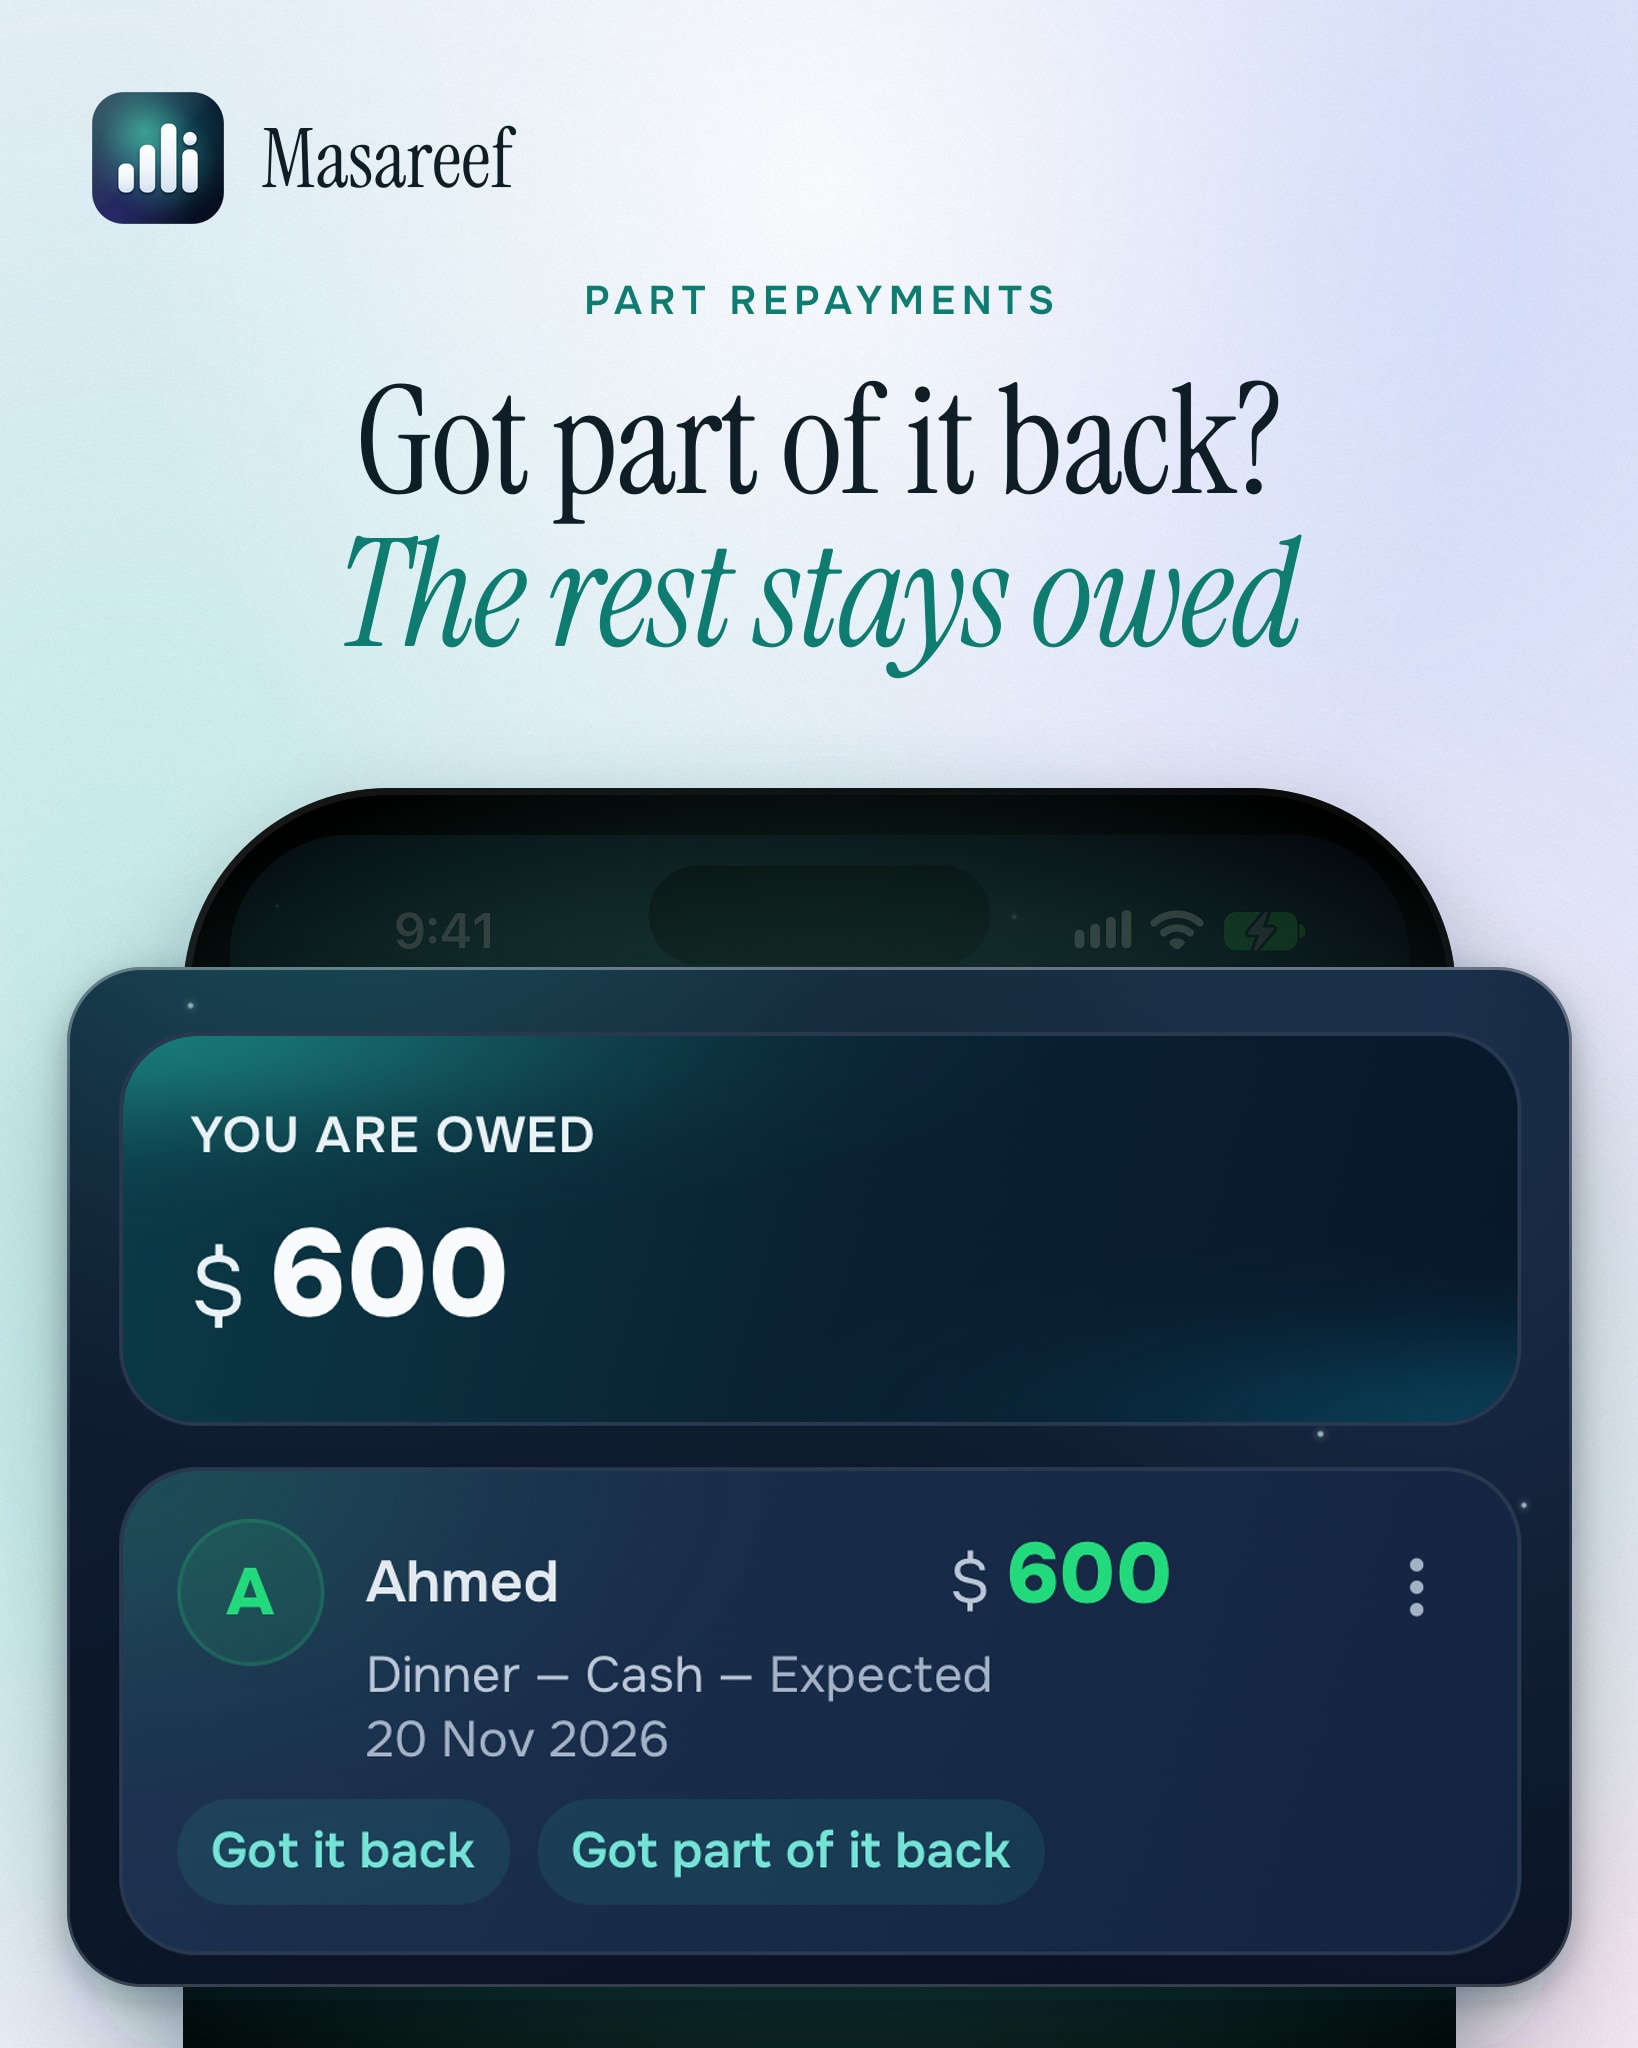 Masareef
PART REPAYMENTS
Got part of it back?
The rest stays owed
9:41
YOU ARE OWED
$ 600
A
Ahmed
$ 600
Dinner — Cash — Expected
20 Nov 2026
Got it back
Got part of it back